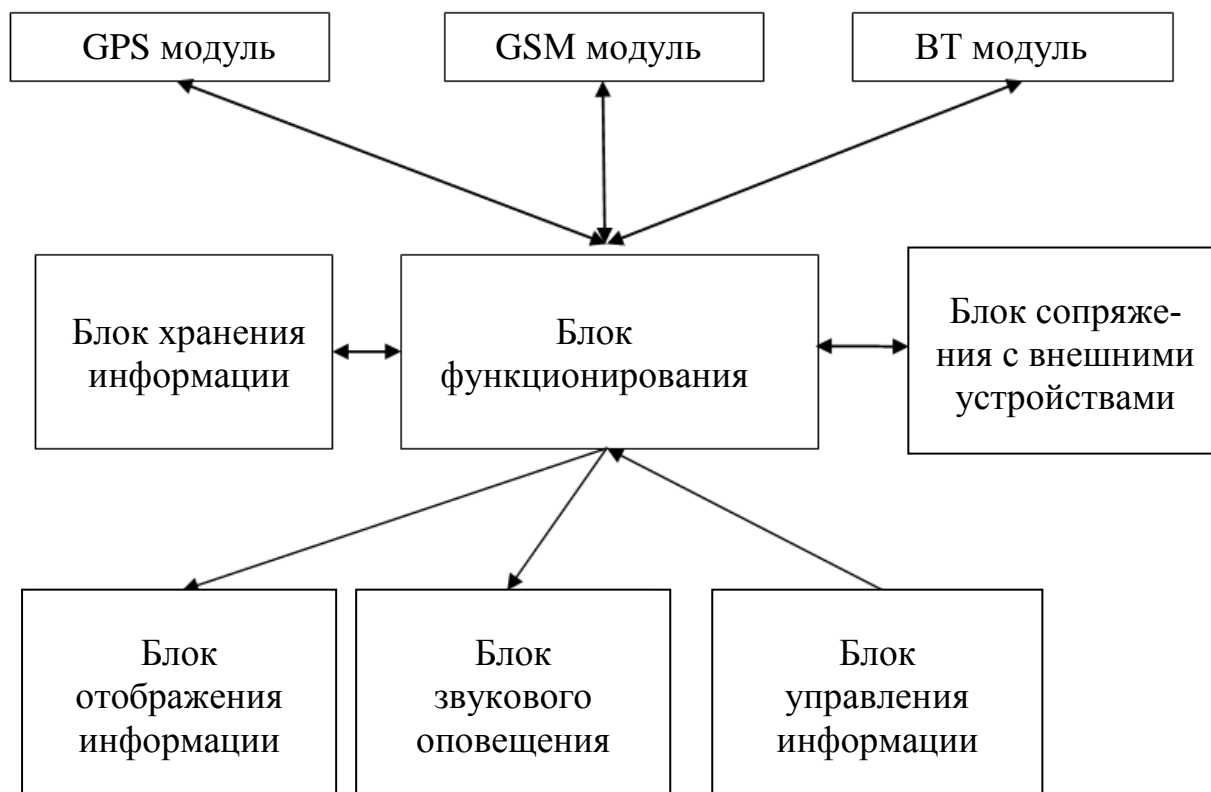 GPS модуль
GSM модуль
BT модуль
Блок хранения
информации
Блок
функционирования
Блок сопряже-
ния с внешними
устройствами
Блок
отображения
информации
Блок
звукового
оповещения
Блок
управления
информации